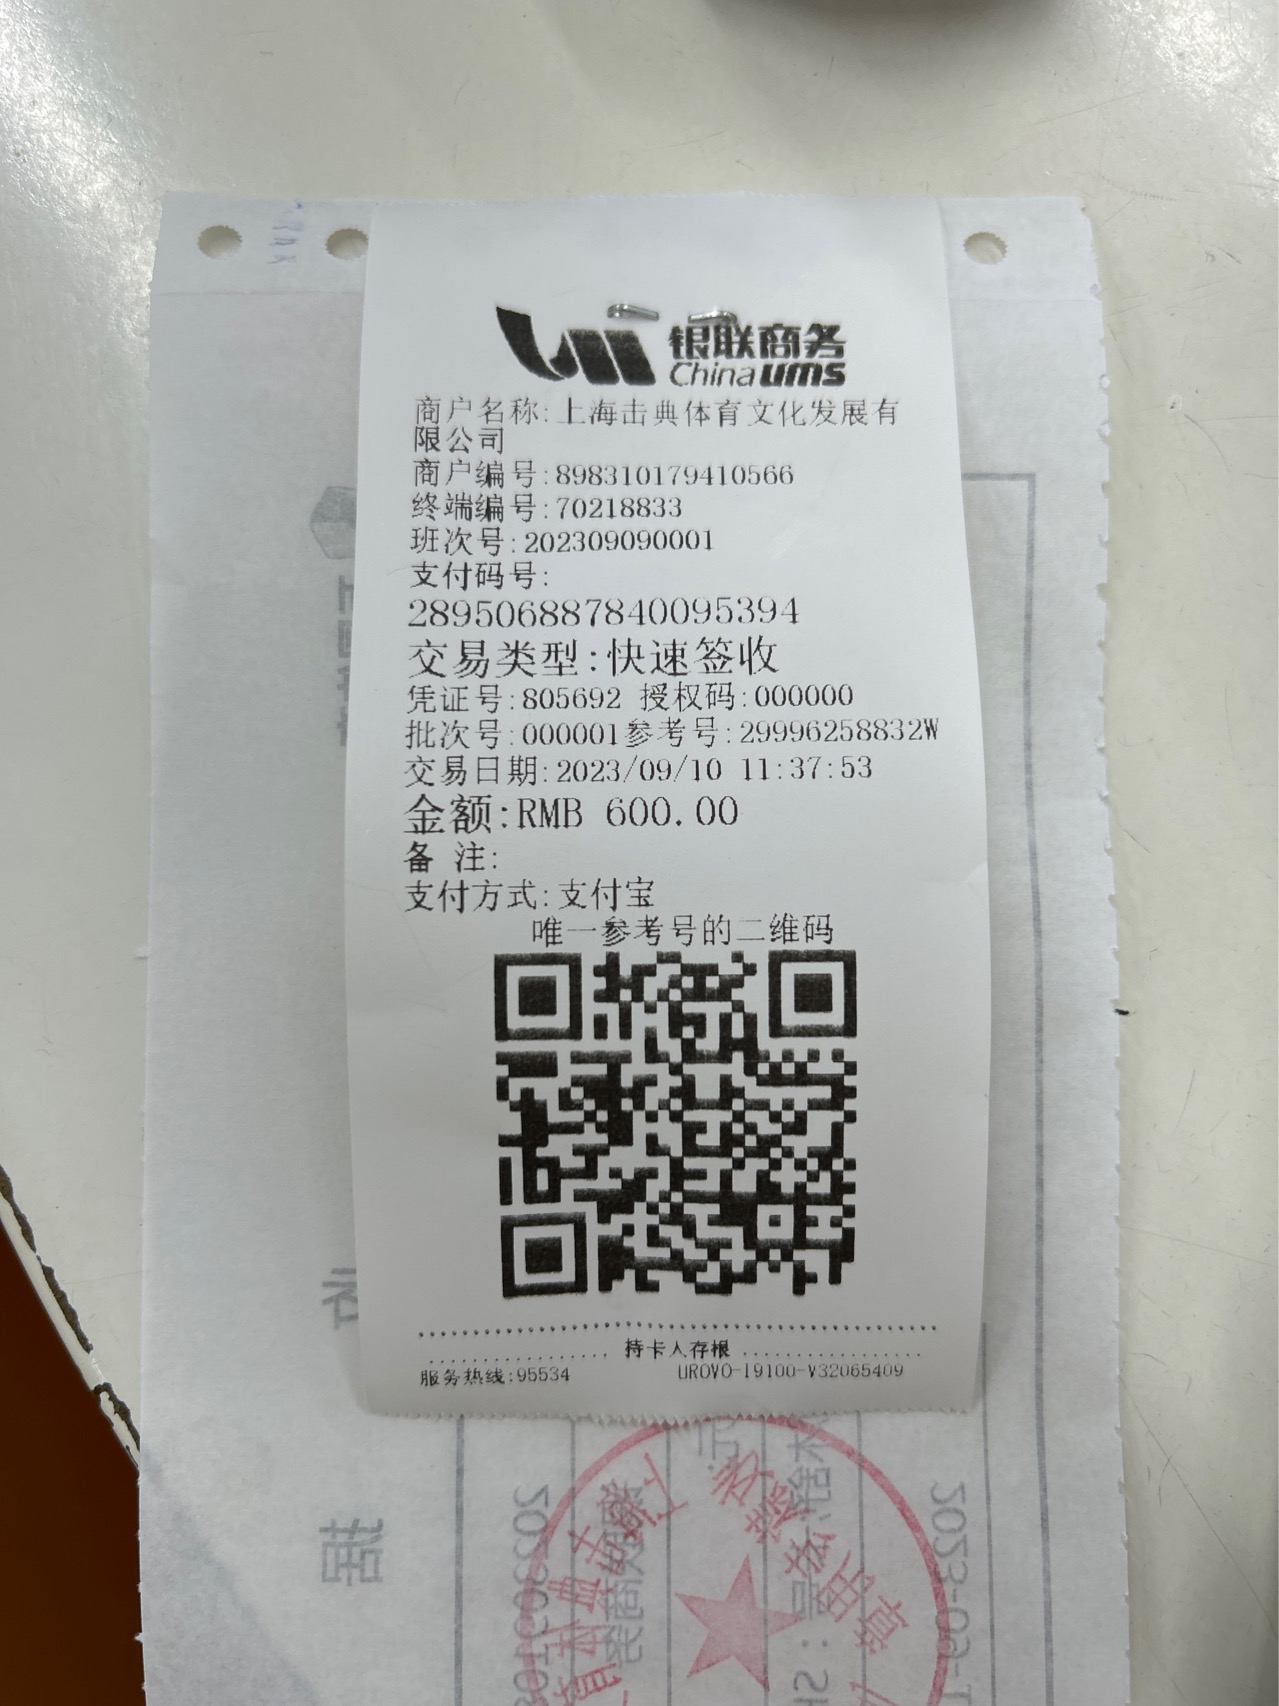 银联商务
China ums
商户名称:上海击典体育文化发展有
限公司
商户编号:898310179410566
终端编号:70218833
班次号:202309090001
支付码号:
289506887840095394
交易类型:快速签收
凭证号:805692 授权码:000000
批次号:000001参考号:29996258832W
交易日期:2023/09/10 11:37:53
金额:RMB 600.00
备 注:
支付方式:支付宝
唯一参考号的二维码
持卡人存根
服务热线:95534
UROVO-I9100-V32065409